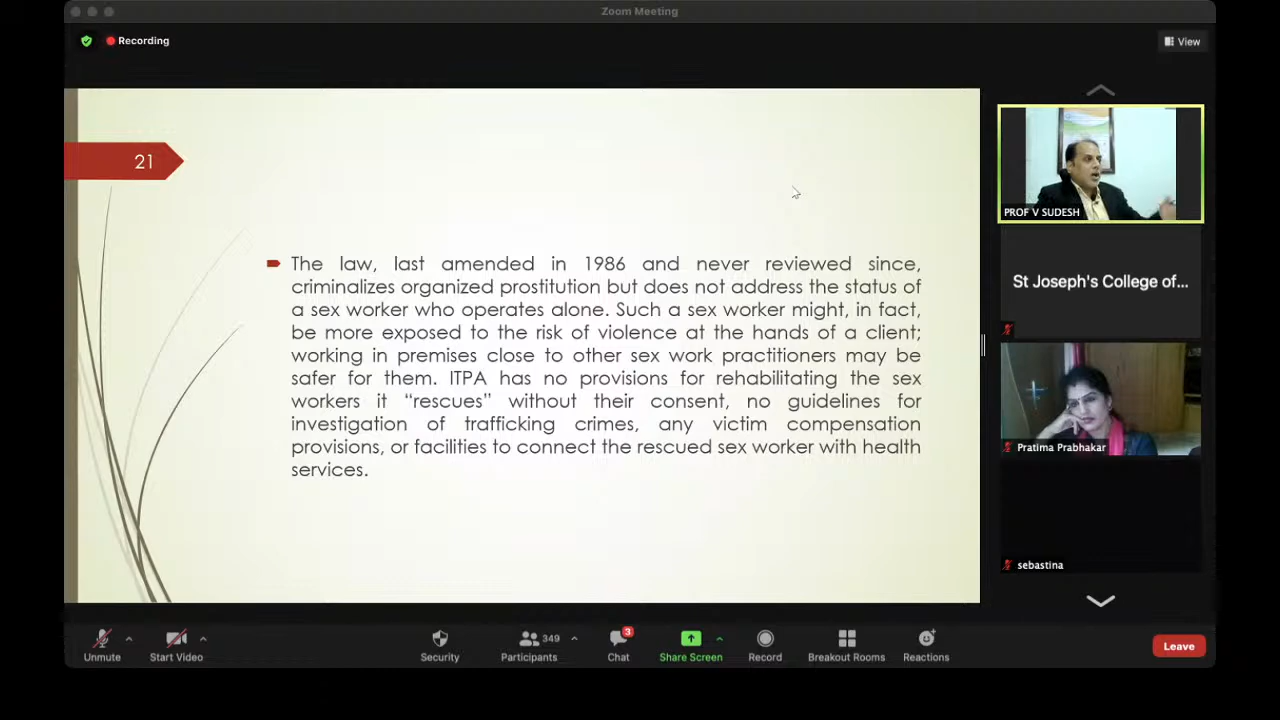 Zoom Meeting
Recording
View
21
The law, last amended in 1986 and never reviewed since,
criminalizes organized prostitution but does not address the status of
a sex worker who operates alone. Such a sex worker might, in fact,
be more exposed to the risk of violence at the hands of a client;
working in premises close to other sex work practitioners may be
safer for them. ITPA has no provisions for rehabilitating the sex
workers it “rescues” without their consent, no guidelines for
investigation of trafficking crimes, any victim compensation
provisions, or facilities to connect the rescued sex worker with health
services.
PROF V SUDESH
St Joseph's College of...
Pratima Prabhakar
sebastina
Unmute
Start Video
Security
349
Participants
3
Chat
Share Screen
Record
Breakout Rooms
Reactions
Leave